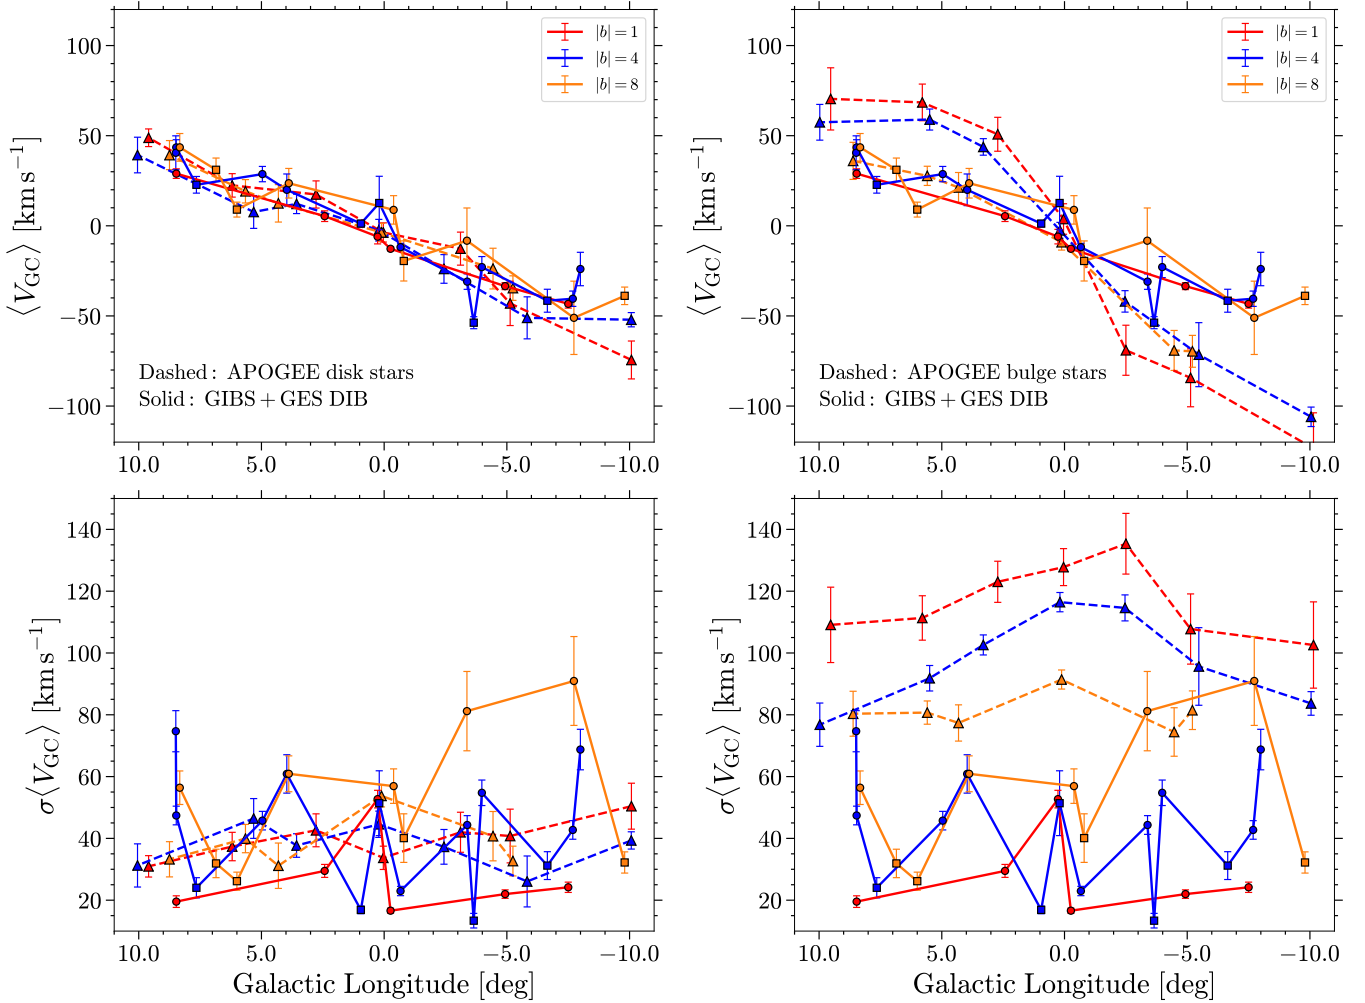 100
50
0
−50
−100
⟨V_GC⟩ [km s⁻¹]
|b| = 1
|b| = 4
|b| = 8
Dashed : APOGEE disk stars
Solid : GIBS + GES DIB
10.0 5.0 0.0 −5.0 −10.0
100
50
0
−50
−100
⟨V_GC⟩ [km s⁻¹]
|b| = 1
|b| = 4
|b| = 8
Dashed : APOGEE bulge stars
Solid : GIBS + GES DIB
10.0 5.0 0.0 −5.0 −10.0
140
120
100
80
60
40
20
σ⟨V_GC⟩ [km s⁻¹]
10.0 5.0 0.0 −5.0 −10.0
Galactic Longitude [deg]
140
120
100
80
60
40
20
σ⟨V_GC⟩ [km s⁻¹]
10.0 5.0 0.0 −5.0 −10.0
Galactic Longitude [deg]